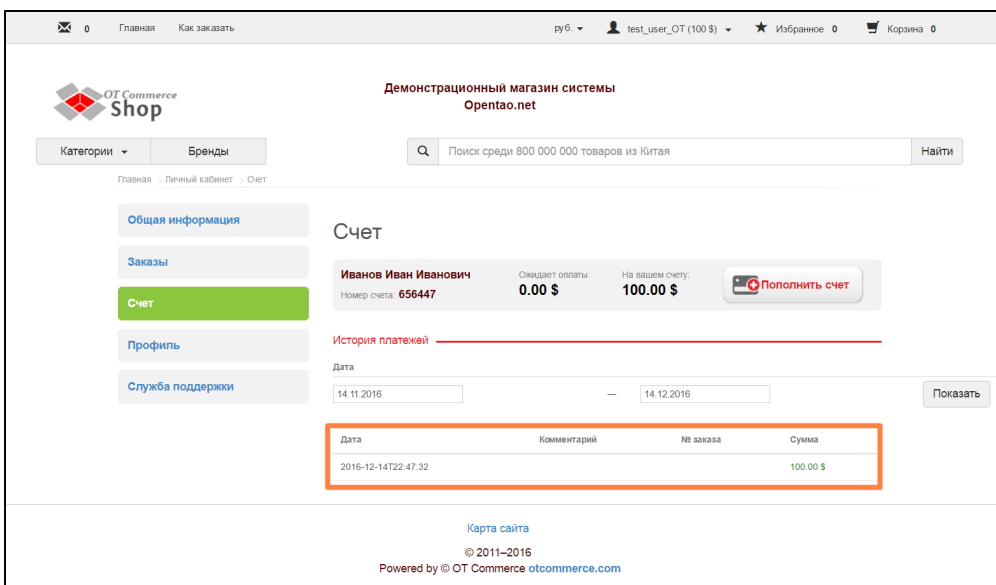 0 Главная Как заказать руб. test_user_OT (100 $) Избранное 0 Корзина 0
OT Commerce
Shop
Демонстрационный магазин системы
Opentao.net
Категории Бренды Поиск среди 800 000 000 товаров из Китая Найти
Главная > Личный кабинет > Счет
Общая информация
Заказы
Счет
Профиль
Служба поддержки
Счет
Иванов Иван Иванович Ожидает оплаты: На вашем счету:
Номер счета: 656447 0.00 $ 100.00 $ Пополнить счет
История платежей
Дата
14.11.2016 — 14.12.2016 Показать
Дата Комментарий № заказа Сумма
2016-12-14T22:47:32 100.00 $
Карта сайта
© 2011–2016
Powered by © OT Commerce otcommerce.com